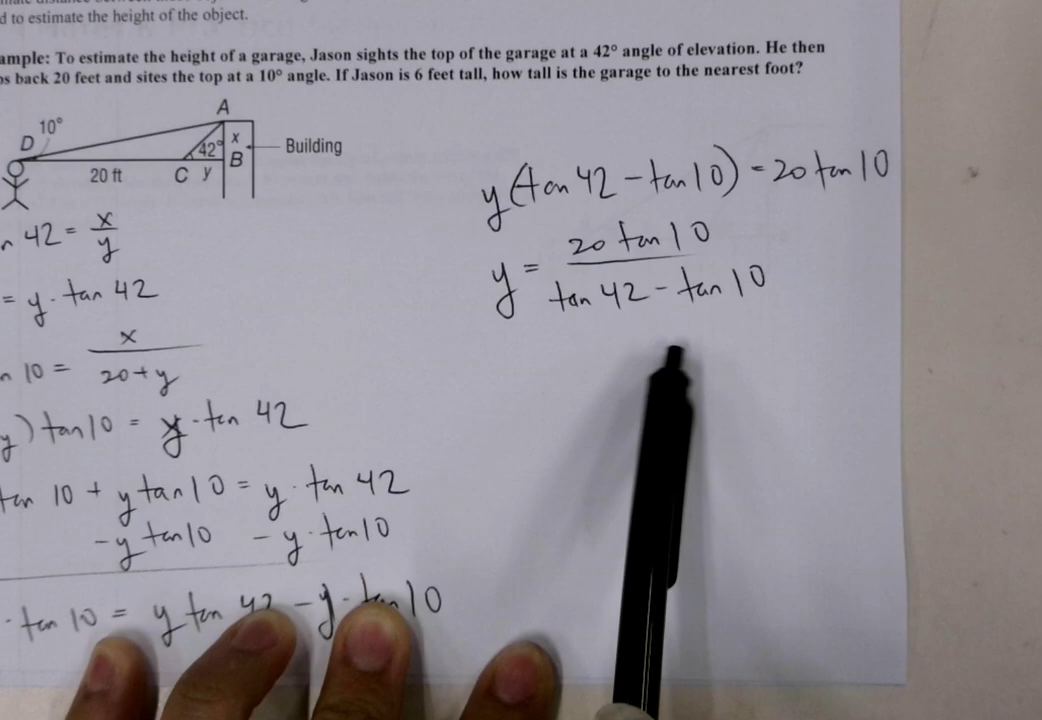 d to estimate the height of the object.
ample: To estimate the height of a garage, Jason sights the top of the garage at a 42° angle of elevation. He then
ps back 20 feet and sites the top at a 10° angle. If Jason is 6 feet tall, how tall is the garage to the nearest foot?
A
10°
D
42°
x
B
Building
20 ft
C y
n 42 = x/y
= y · tan 42
n 10 = x/(20+y)
y) tan 10 = y · tan 42
tan 10 + y tan 10 = y · tan 42
-y tan 10 - y · tan 10
· tan 10 = y tan 42 - y · tan 10
y (tan 42 - tan 10) = 20 tan 10
y = 20 tan 10/(tan 42 - tan 10)